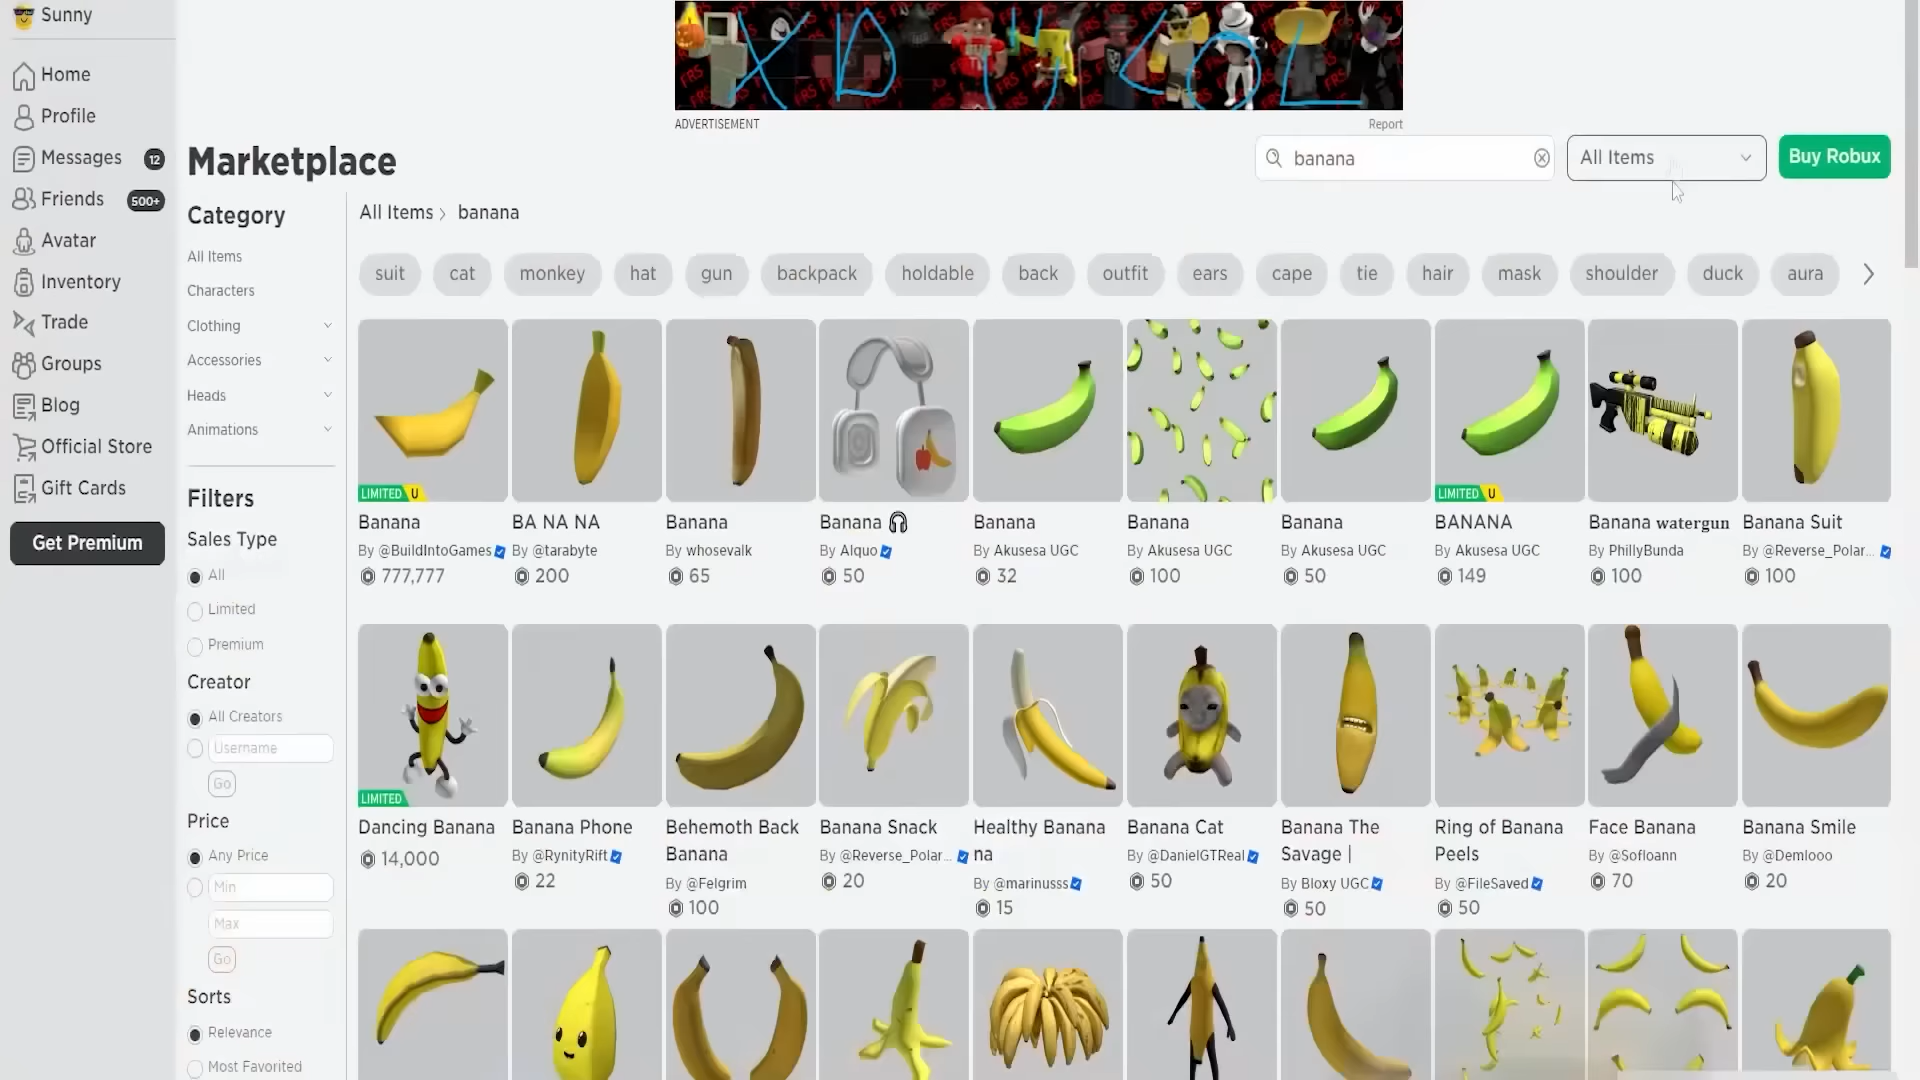 Sunny
XD 4 LOL
ADVERTISEMENT
Report
Home
Profile
Messages 12
Friends 500+
Avatar
Inventory
Trade
Groups
Blog
Official Store
Gift Cards
Get Premium
Marketplace
banana
All Items
Buy Robux
Category
All Items
Characters
Clothing
Accessories
Heads
Animations
Filters
Sales Type
All
Limited
Premium
Creator
All Creators
Username
Go
Price
Any Price
Min
Max
Go
Sorts
Relevance
Most Favorited
All Items > banana
suit cat monkey hat gun backpack holdable back outfit ears cape tie hair mask shoulder duck aura
LIMITED U
Banana
By @BuildIntoGames
777,777
BA NA NA
By @tarabyte
200
Banana
By whosevalk
65
Banana 🎧
By Alquo
50
Banana
By Akusesa UGC
32
Banana
By Akusesa UGC
100
Banana
By Akusesa UGC
50
LIMITED U
BANANA
By Akusesa UGC
149
Banana watergun
By PhillyBunda
100
Banana Suit
By @Reverse_Polar...
100
LIMITED
Dancing Banana
14,000
Banana Phone
By @RynityRift
22
Behemoth Back
Banana
By @Felgrim
100
Banana Snack
By @Reverse_Polar...
20
Healthy Banana
na
By @marinusss
15
Banana Cat
By @DanielGTReal
50
Banana The
Savage |
By Bloxy UGC
50
Ring of Banana
Peels
By @FileSaved
50
Face Banana
By @Sofloann
70
Banana Smile
By @Demlooo
20